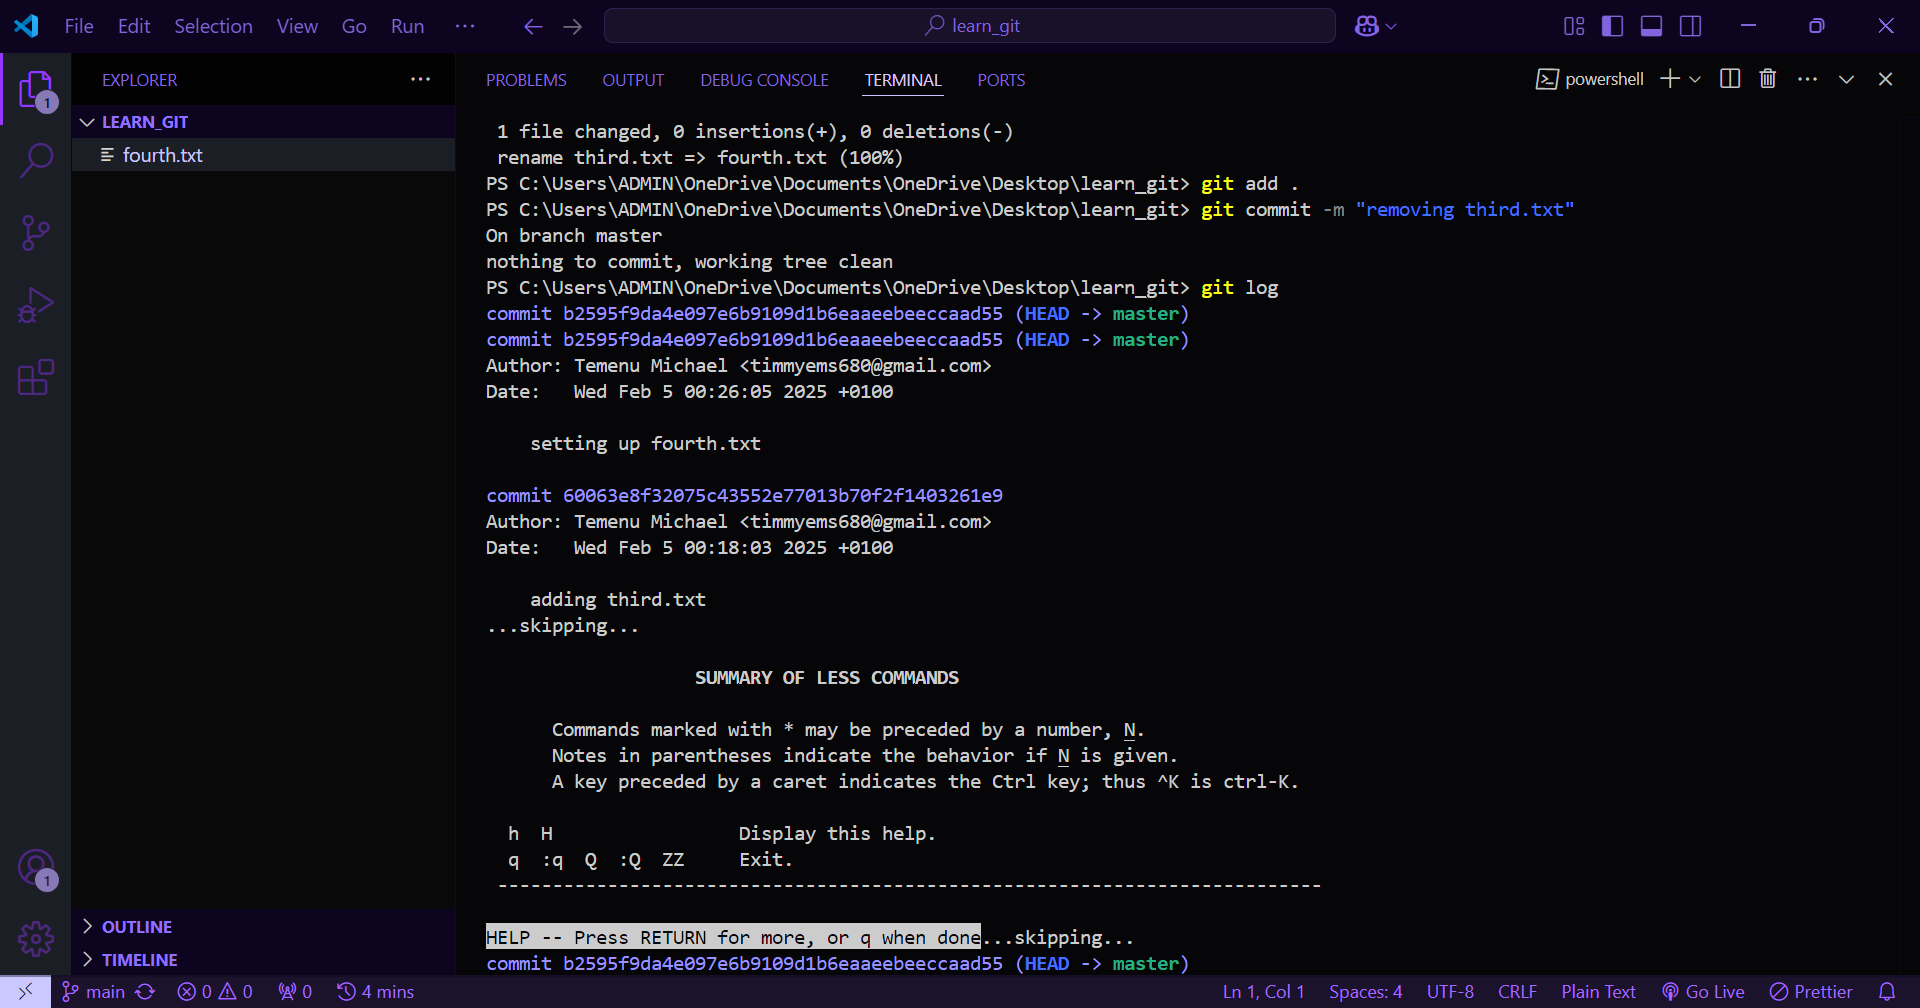 File Edit Selection View Go Run ··· learn_git
EXPLORER ···
LEARN_GIT
fourth.txt
OUTLINE
TIMELINE
1
1
PROBLEMS OUTPUT DEBUG CONSOLE TERMINAL PORTS powershell ···
1 file changed, 0 insertions(+), 0 deletions(-)
rename third.txt => fourth.txt (100%)
PS C:\Users\ADMIN\OneDrive\Documents\OneDrive\Desktop\learn_git> git add .
PS C:\Users\ADMIN\OneDrive\Documents\OneDrive\Desktop\learn_git> git commit -m "removing third.txt"
On branch master
nothing to commit, working tree clean
PS C:\Users\ADMIN\OneDrive\Documents\OneDrive\Desktop\learn_git> git log
commit b2595f9da4e097e6b9109d1b6eaaeebeeccaad55 (HEAD -> master)
commit b2595f9da4e097e6b9109d1b6eaaeebeeccaad55 (HEAD -> master)
Author: Temenu Michael <timmyems680@gmail.com>
Date:   Wed Feb 5 00:26:05 2025 +0100
setting up fourth.txt
commit 60063e8f32075c43552e77013b70f2f1403261e9
Author: Temenu Michael <timmyems680@gmail.com>
Date:   Wed Feb 5 00:18:03 2025 +0100
adding third.txt
...skipping...
SUMMARY OF LESS COMMANDS
Commands marked with * may be preceded by a number, N.
Notes in parentheses indicate the behavior if N is given.
A key preceded by a caret indicates the Ctrl key; thus ^K is ctrl-K.
h  H                 Display this help.
q  :q  Q  :Q  ZZ     Exit.
---------------------------------------------------------------------------
HELP -- Press RETURN for more, or q when done...skipping...
commit b2595f9da4e097e6b9109d1b6eaaeebeeccaad55 (HEAD -> master)
main 0 0 0 4 mins Ln 1, Col 1 Spaces: 4 UTF-8 CRLF Plain Text Go Live Prettier